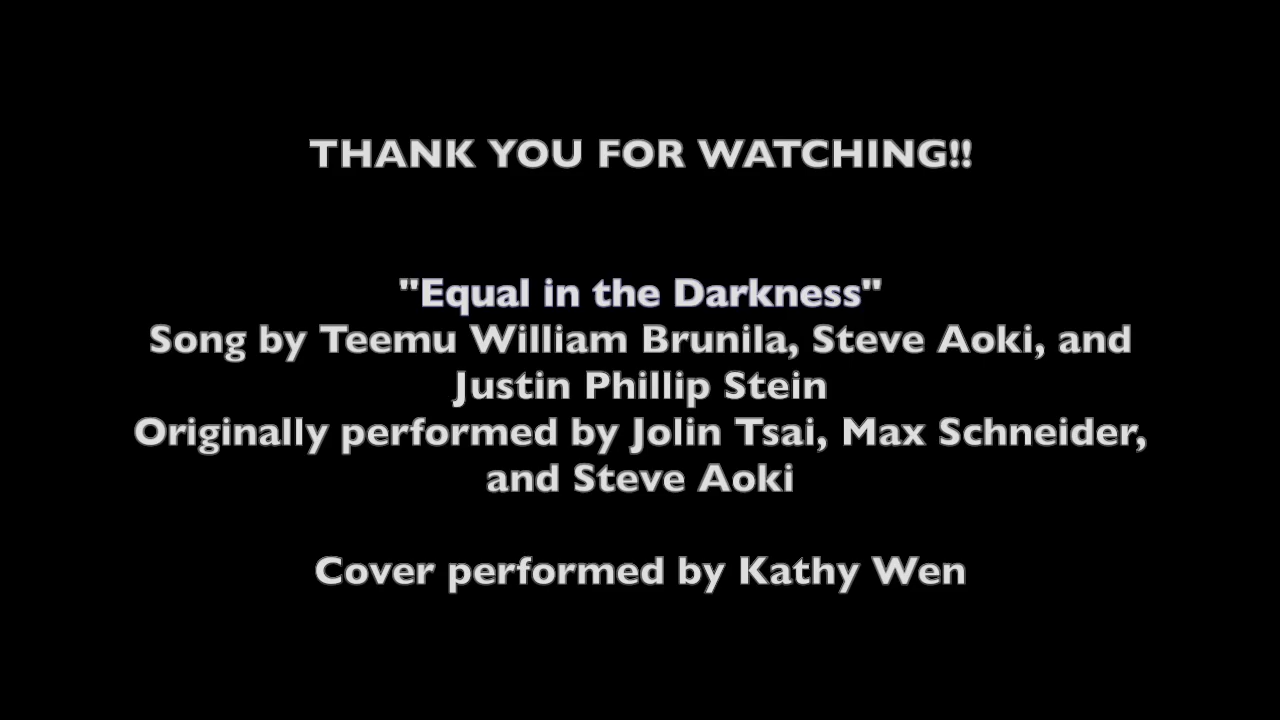 THANK YOU FOR WATCHING!!
"Equal in the Darkness"
Song by Teemu William Brunila, Steve Aoki, and
Justin Phillip Stein
Originally performed by Jolin Tsai, Max Schneider,
and Steve Aoki
Cover performed by Kathy Wen